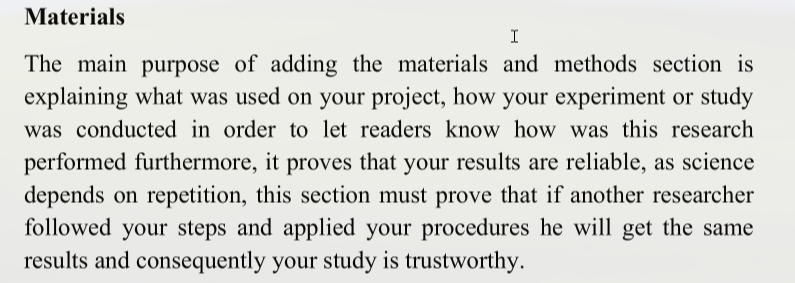 Materials
The main purpose of adding the materials and methods section is
explaining what was used on your project, how your experiment or study
was conducted in order to let readers know how was this research
performed furthermore, it proves that your results are reliable, as science
depends on repetition, this section must prove that if another researcher
followed your steps and applied your procedures he will get the same
results and consequently your study is trustworthy.